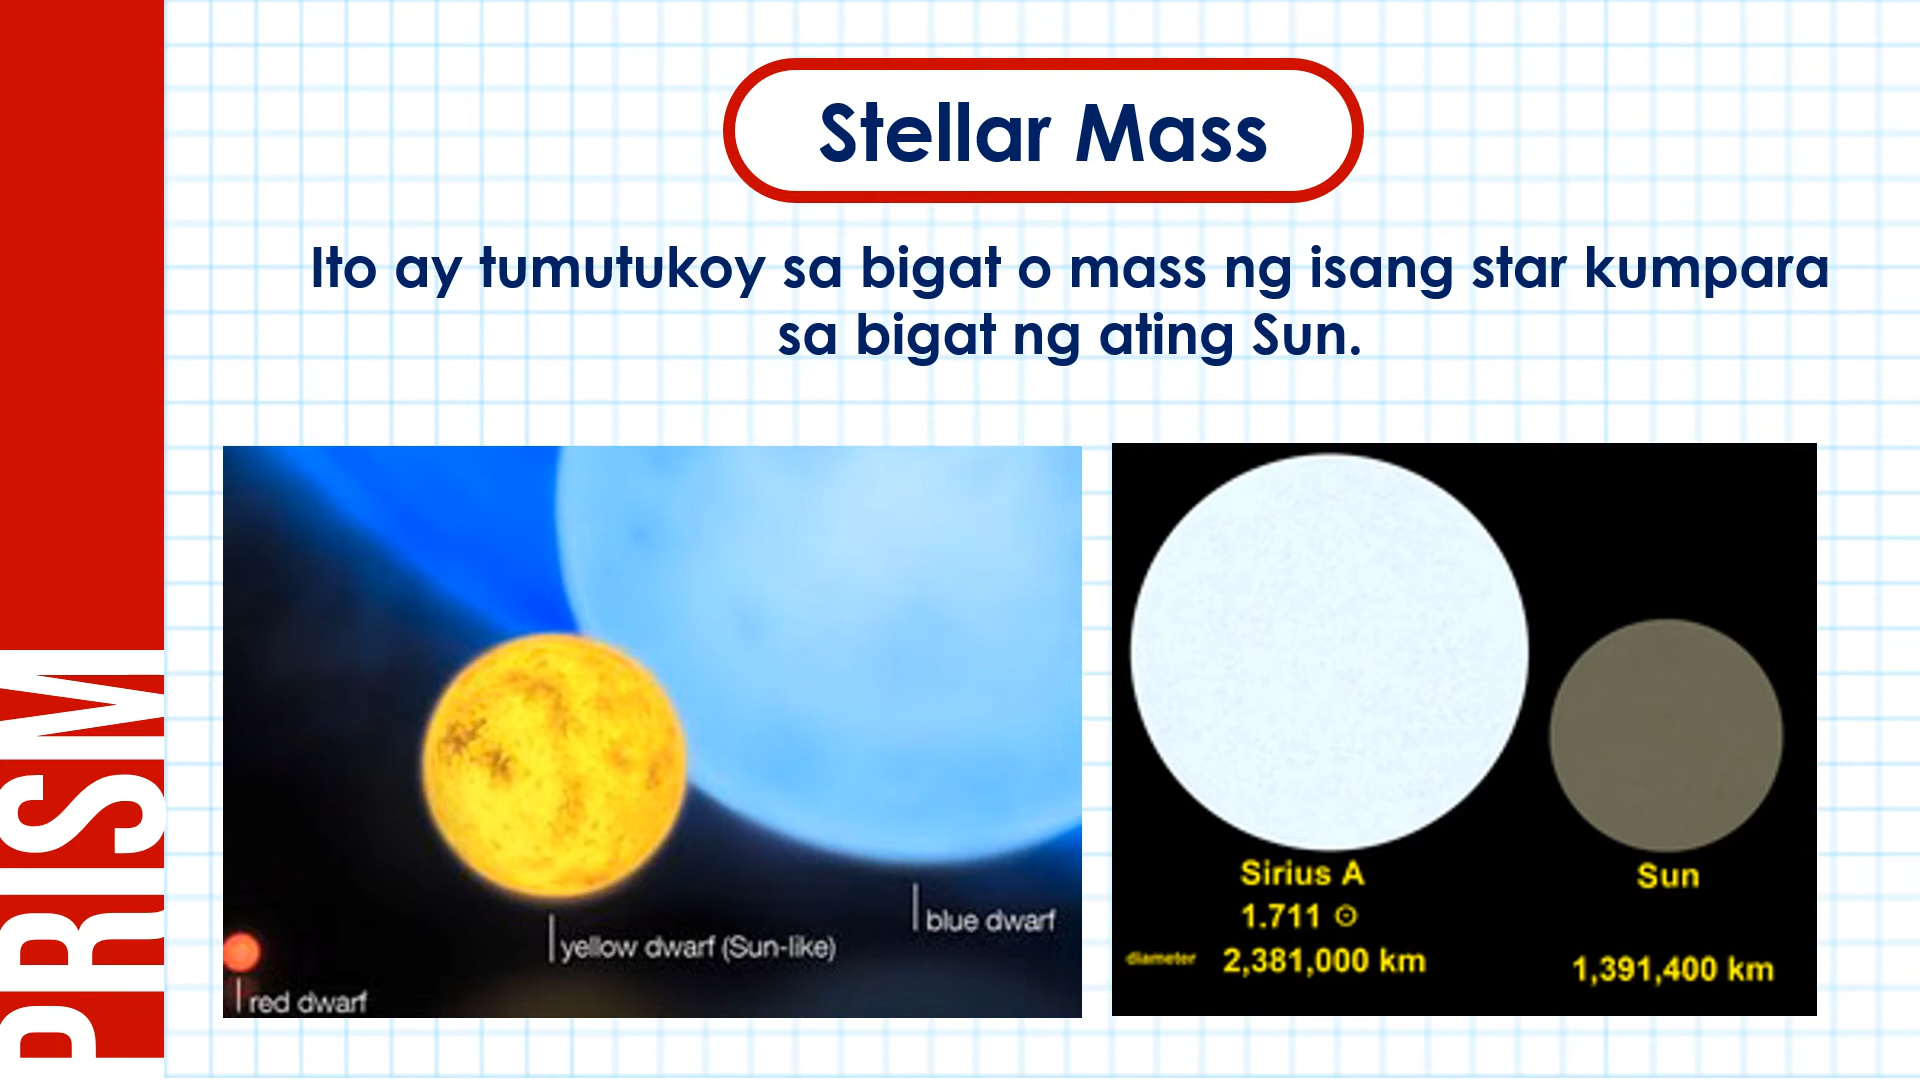 Stellar Mass
Ito ay tumutukoy sa bigat o mass ng isang star kumpara
sa bigat ng ating Sun.
red dwarf
yellow dwarf (Sun-like)
blue dwarf
Sirius A
1.711 ☉
diameter 2,381,000 km
Sun
1,391,400 km
PRISM